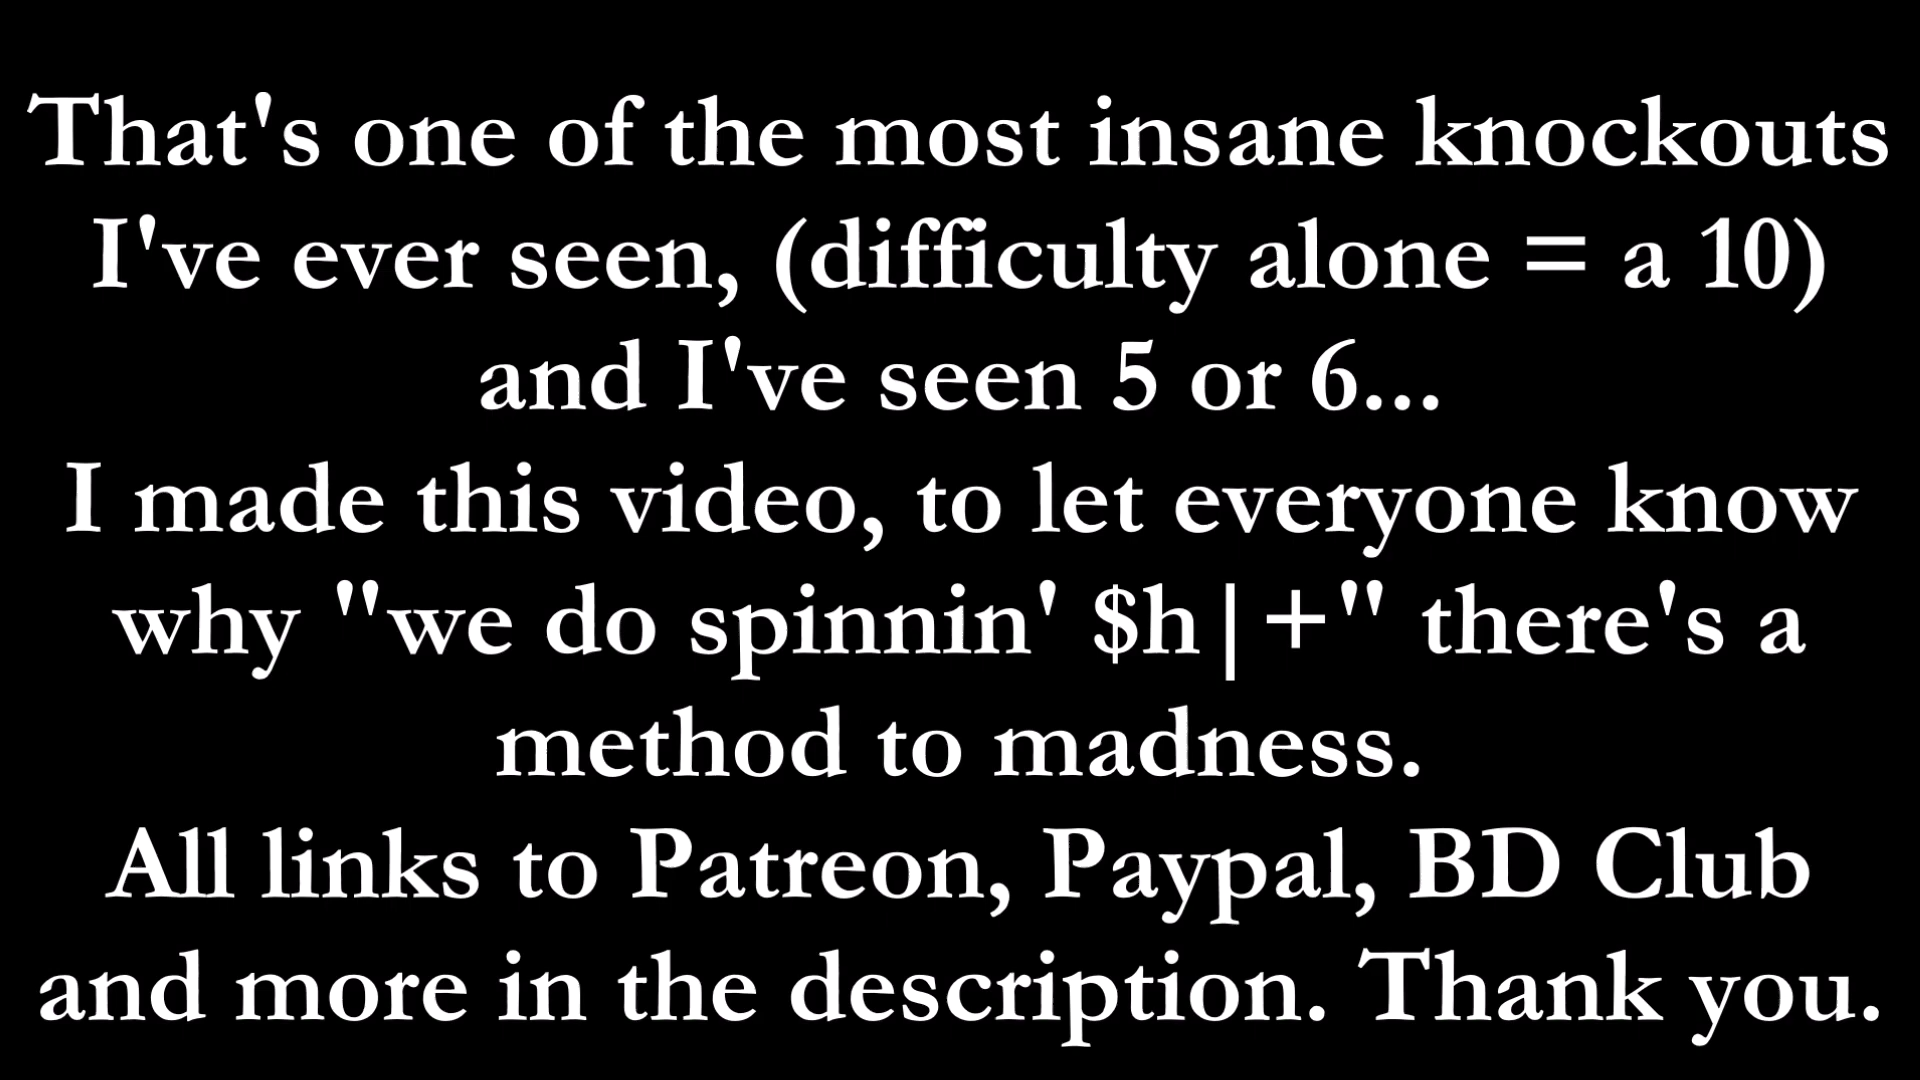 That's one of the most insane knockouts
I've ever seen, (difficulty alone = a 10)
and I've seen 5 or 6...
I made this video, to let everyone know
why "we do spinnin' $h|+" there's a
method to madness.
All links to Patreon, Paypal, BD Club
and more in the description. Thank you.